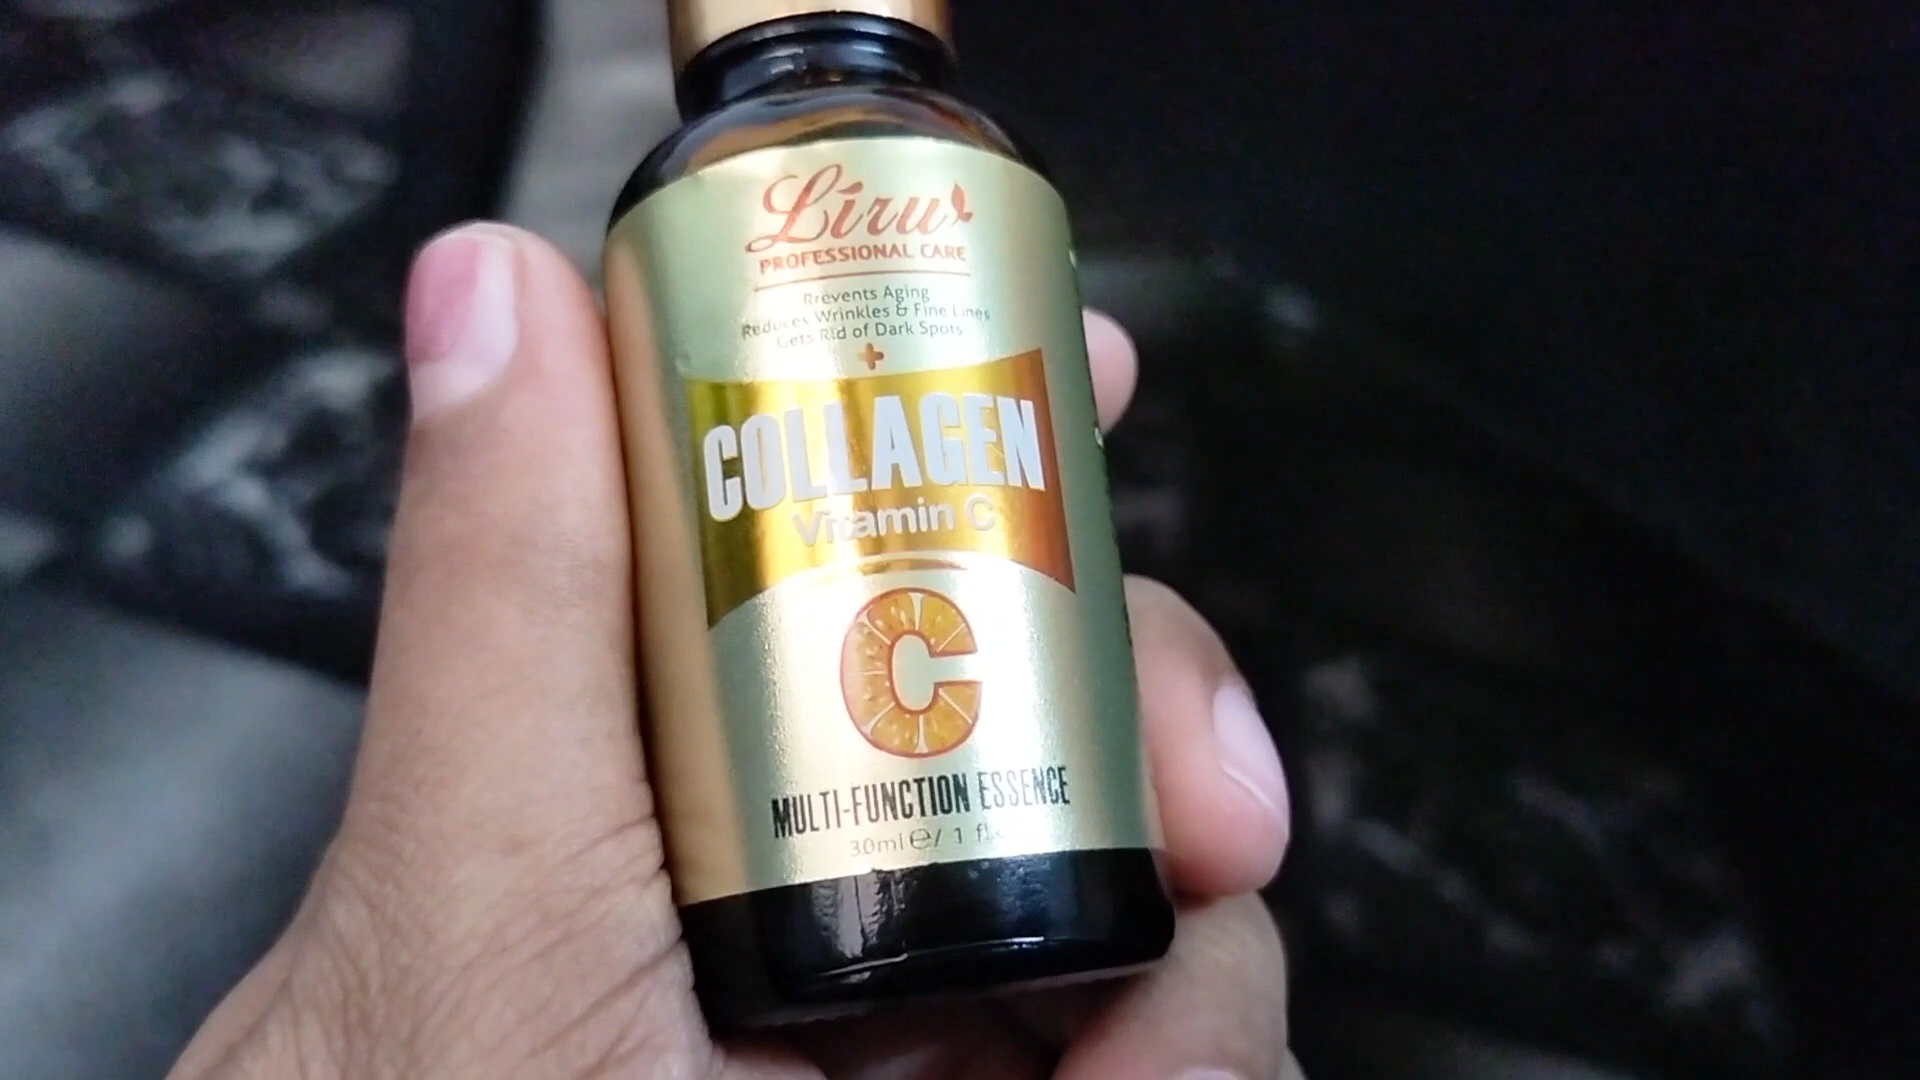 Liru
PROFESSIONAL CARE
Rrevents Aging
Reduces Wrinkles & Fine Lines
Gets Rid of Dark Spots
+
COLLAGEN
Vitamin C
C
MULTI-FUNCTION ESSENCE
30ml ℮/ 1 fl.